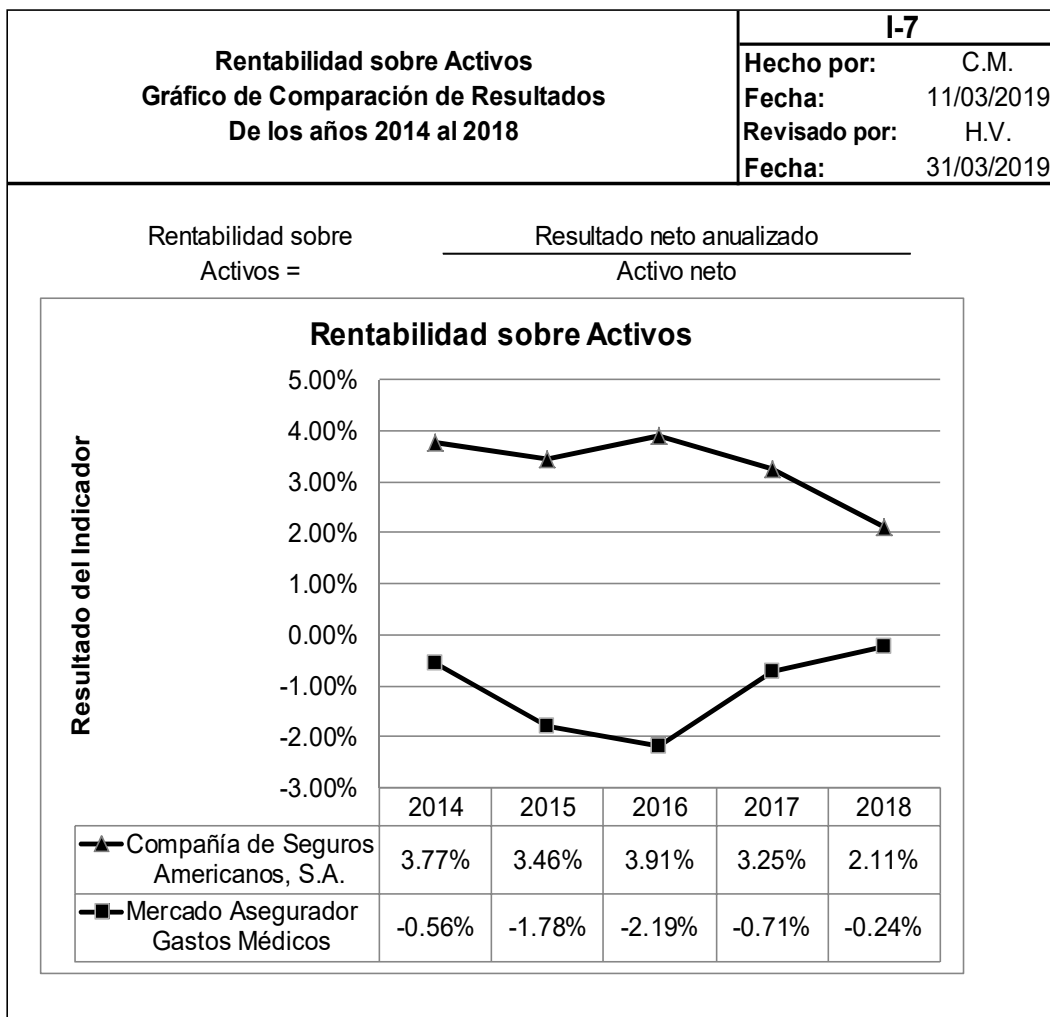 I-7
Rentabilidad sobre Activos
Gráfico de Comparación de Resultados
De los años 2014 al 2018
Hecho por: C.M.
Fecha: 11/03/2019
Revisado por: H.V.
Fecha: 31/03/2019
Rentabilidad sobre
Activos =
Resultado neto anualizado
Activo neto
Rentabilidad sobre Activos
Resultado del Indicador
5.00%
4.00%
3.00%
2.00%
1.00%
0.00%
-1.00%
-2.00%
-3.00%
2014 2015 2016 2017 2018
Compañía de Seguros
Americanos, S.A.
3.77% 3.46% 3.91% 3.25% 2.11%
Mercado Asegurador
Gastos Médicos
-0.56% -1.78% -2.19% -0.71% -0.24%